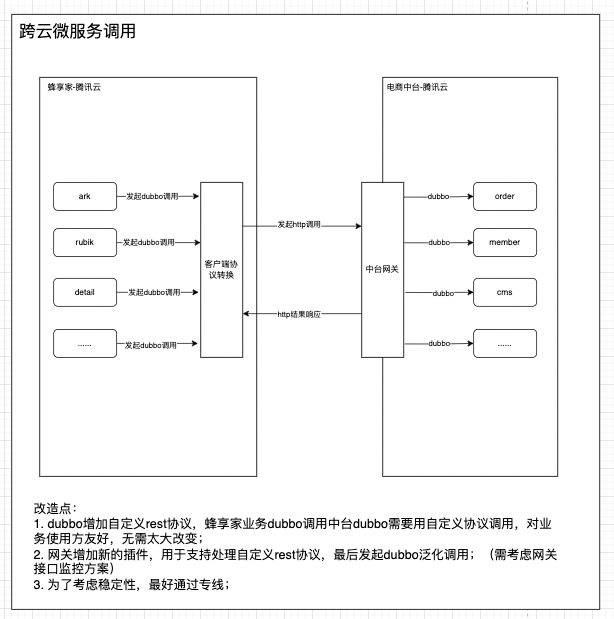 跨云微服务调用
蜂享家-腾讯云
电商中台-腾讯云
ark
发起dubbo调用
rubik
发起dubbo调用
detail
发起dubbo调用
......
发起dubbo调用
客户端协
议转换
发起http调用
http结果响应
中台网关
dubbo
order
dubbo
member
dubbo
cms
dubbo
......
改造点：
1. dubbo增加自定义rest协议，蜂享家业务dubbo调用中台dubbo需要用自定义协议调用，对业
务使用方友好，无需太大改变；
2. 网关增加新的插件，用于支持处理自定义rest协议，最后发起dubbo泛化调用；（需考虑网关
接口监控方案）
3. 为了考虑稳定性，最好通过专线；